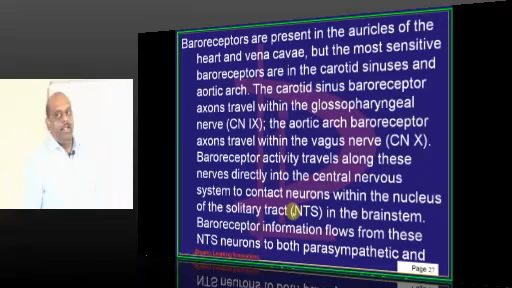 Baroreceptors are present in the auricles of the
heart and vena cavae, but the most sensitive
baroreceptors are in the carotid sinuses and
aortic arch. The carotid sinus baroreceptor
axons travel within the glossopharyngeal
nerve (CN IX); the aortic arch baroreceptor
axons travel within the vagus nerve (CN X).
Baroreceptor activity travels along these
nerves directly into the central nervous
system to contact neurons within the nucleus
of the solitary tract (NTS) in the brainstem.
Baroreceptor information flows from these
NTS neurons to both parasympathetic and
Page 27